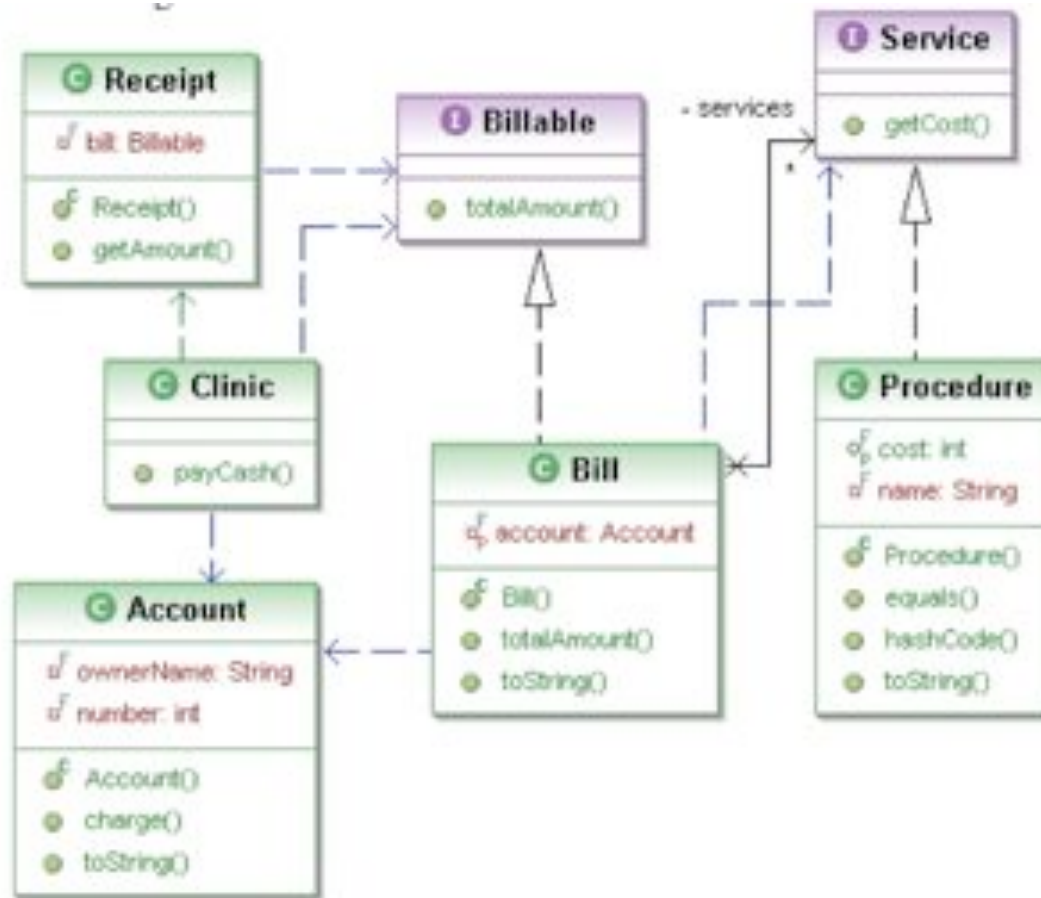 C Receipt
bill: Billable
Receipt()
getAmount()
I Billable
totalAmount()
- services
*
I Service
getCost()
C Clinic
payCash()
C Bill
account: Account
Bill()
totalAmount()
toString()
C Procedure
cost: int
name: String
Procedure()
equals()
hashCode()
toString()
C Account
ownerName: String
number: int
Account()
charge()
toString()